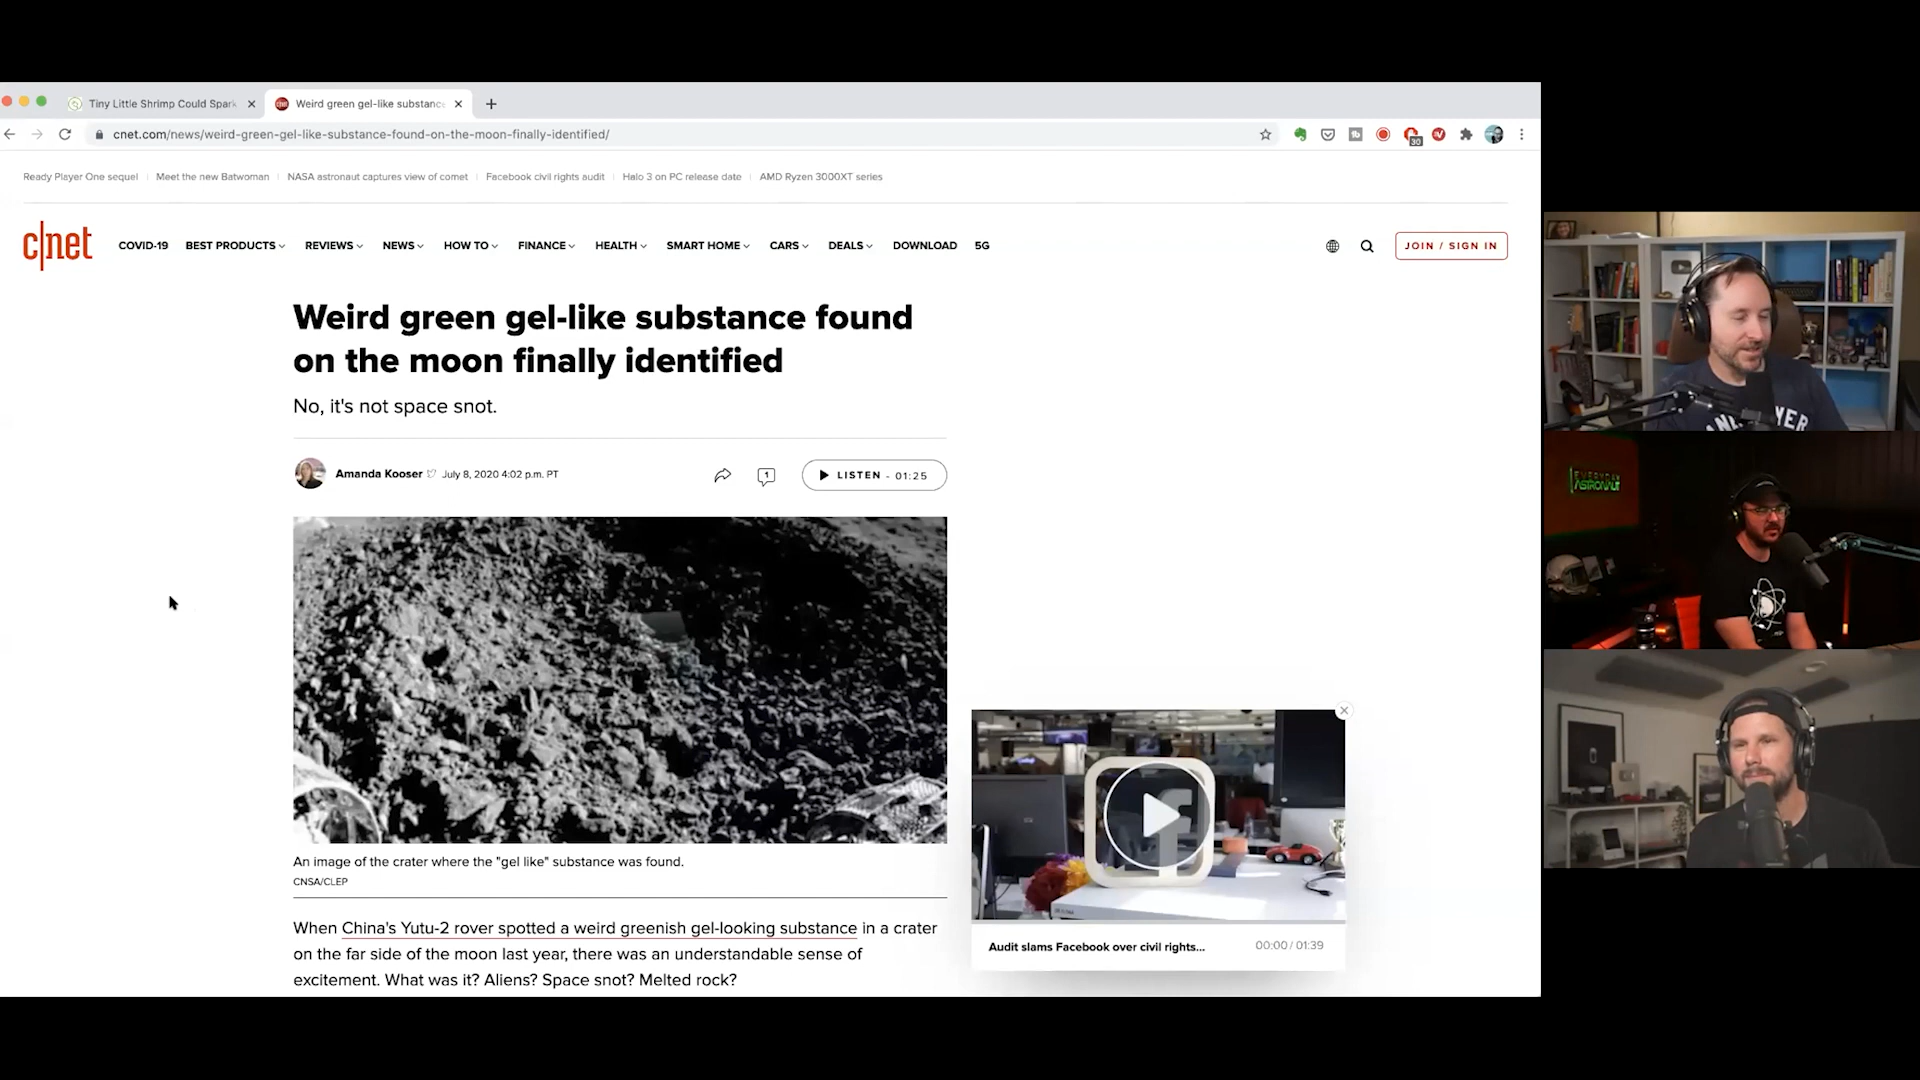 Tiny Little Shrimp Could Spark
Weird green gel-like substance
cnet.com/news/weird-green-gel-like-substance-found-on-the-moon-finally-identified/
30
Ready Player One sequel
Meet the new Batwoman
NASA astronaut captures view of comet
Facebook civil rights audit
Halo 3 on PC release date
AMD Ryzen 3000XT series
c|net
COVID-19
BEST PRODUCTS
REVIEWS
NEWS
HOW TO
FINANCE
HEALTH
SMART HOME
CARS
DEALS
DOWNLOAD
5G
JOIN / SIGN IN
Weird green gel-like substance found
on the moon finally identified
No, it's not space snot.
Amanda Kooser
July 8, 2020 4:02 p.m. PT
1
LISTEN - 01:25
An image of the crater where the "gel like" substance was found.
CNSA/CLEP
When China's Yutu-2 rover spotted a weird greenish gel-looking substance in a crater
on the far side of the moon last year, there was an understandable sense of
excitement. What was it? Aliens? Space snot? Melted rock?
f
Audit slams Facebook over civil rights...
00:00 / 01:39
EVERYDAY
ASTRONAUT